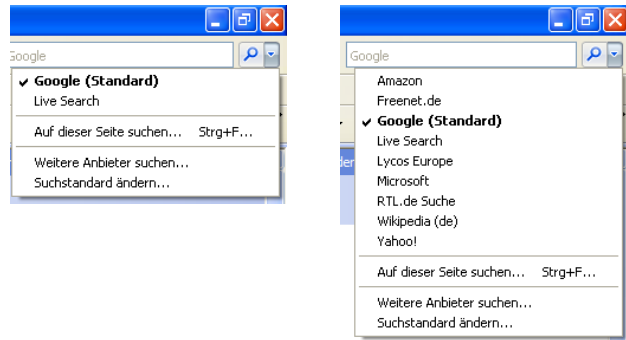 Google
Google (Standard)
Live Search
Auf dieser Seite suchen... Strg+F...
Weitere Anbieter suchen...
Suchstandard ändern...
Google
Amazon
Freenet.de
Google (Standard)
Live Search
Lycos Europe
Microsoft
RTL.de Suche
Wikipedia (de)
Yahoo!
Auf dieser Seite suchen... Strg+F...
Weitere Anbieter suchen...
Suchstandard ändern...